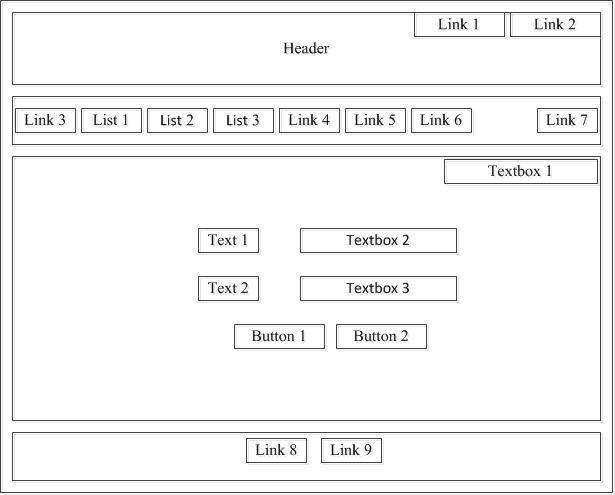 Link 1 Link 2
Header
Link 3 List 1 List 2 List 3 Link 4 Link 5 Link 6 Link 7
Textbox 1
Text 1 Textbox 2
Text 2 Textbox 3
Button 1 Button 2
Link 8 Link 9